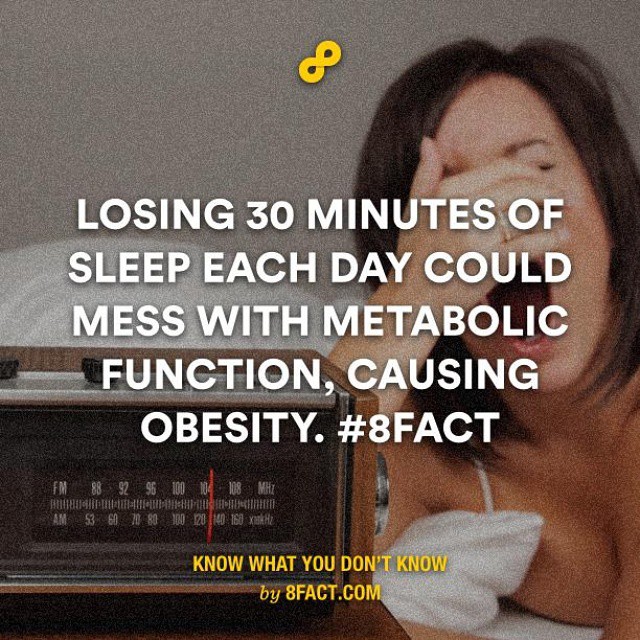 LOSING 30 MINUTES OF
SLEEP EACH DAY COULD
MESS WITH METABOLIC
FUNCTION, CAUSING
OBESITY. #8FACT
FM 88 92 96 100 108 MHz
AM 53 60 70 80 100 120 140 160 x10kHz
KNOW WHAT YOU DON'T KNOW
by 8FACT.COM